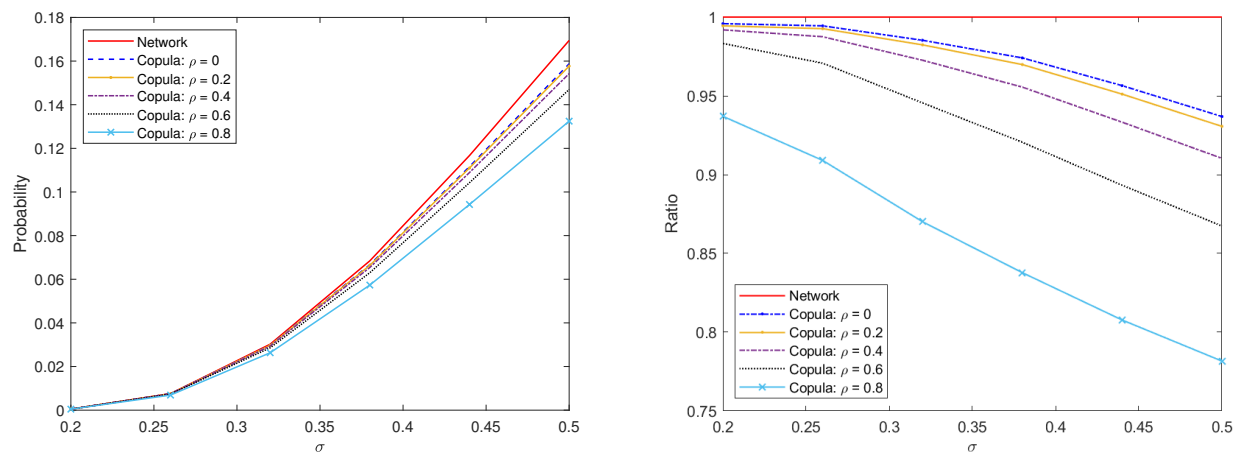 0.18
0.16
0.14
0.12
0.1
0.08
0.06
0.04
0.02
0
Probability
Network
Copula: ρ = 0
Copula: ρ = 0.2
Copula: ρ = 0.4
Copula: ρ = 0.6
Copula: ρ = 0.8
0.2 0.25 0.3 0.35 0.4 0.45 0.5
σ
1
0.95
0.9
0.85
0.8
0.75
Ratio
Network
Copula: ρ = 0
Copula: ρ = 0.2
Copula: ρ = 0.4
Copula: ρ = 0.6
Copula: ρ = 0.8
0.2 0.25 0.3 0.35 0.4 0.45 0.5
σ